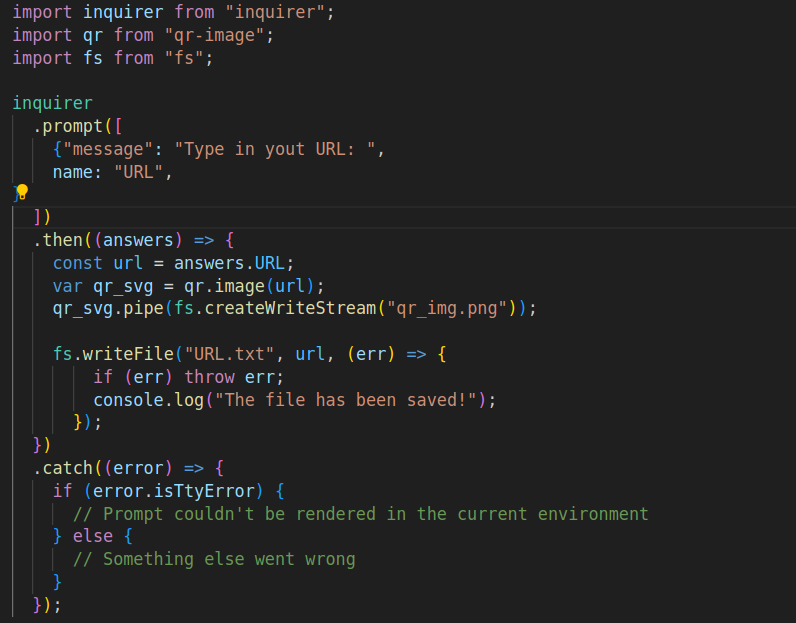 import inquirer from "inquirer";
import qr from "qr-image";
import fs from "fs";

inquirer
  .prompt([
    {"message": "Type in yout URL: ",
    name: "URL",
}
  ])
  .then((answers) => {
    const url = answers.URL;
    var qr_svg = qr.image(url);
    qr_svg.pipe(fs.createWriteStream("qr_img.png"));

    fs.writeFile("URL.txt", url, (err) => {
        if (err) throw err;
        console.log("The file has been saved!");
      });
  })
  .catch((error) => {
    if (error.isTtyError) {
      // Prompt couldn't be rendered in the current environment
    } else {
      // Something else went wrong
    }
  });